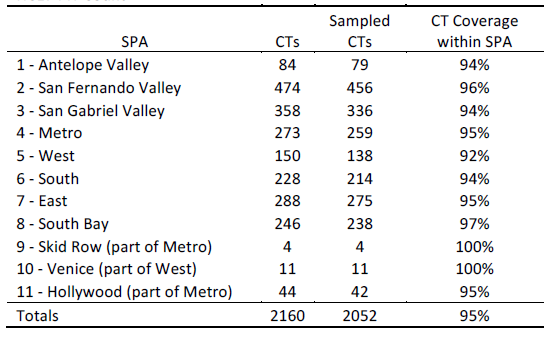 Sampled CT Coverage
SPA CTs CTs within SPA
1 - Antelope Valley 84 79 94%
2 - San Fernando Valley 474 456 96%
3 - San Gabriel Valley 358 336 94%
4 - Metro 273 259 95%
5 - West 150 138 92%
6 - South 228 214 94%
7 - East 288 275 95%
8 - South Bay 246 238 97%
9 - Skid Row (part of Metro) 4 4 100%
10 - Venice (part of West) 11 11 100%
11 - Hollywood (part of Metro) 44 42 95%
Totals 2160 2052 95%